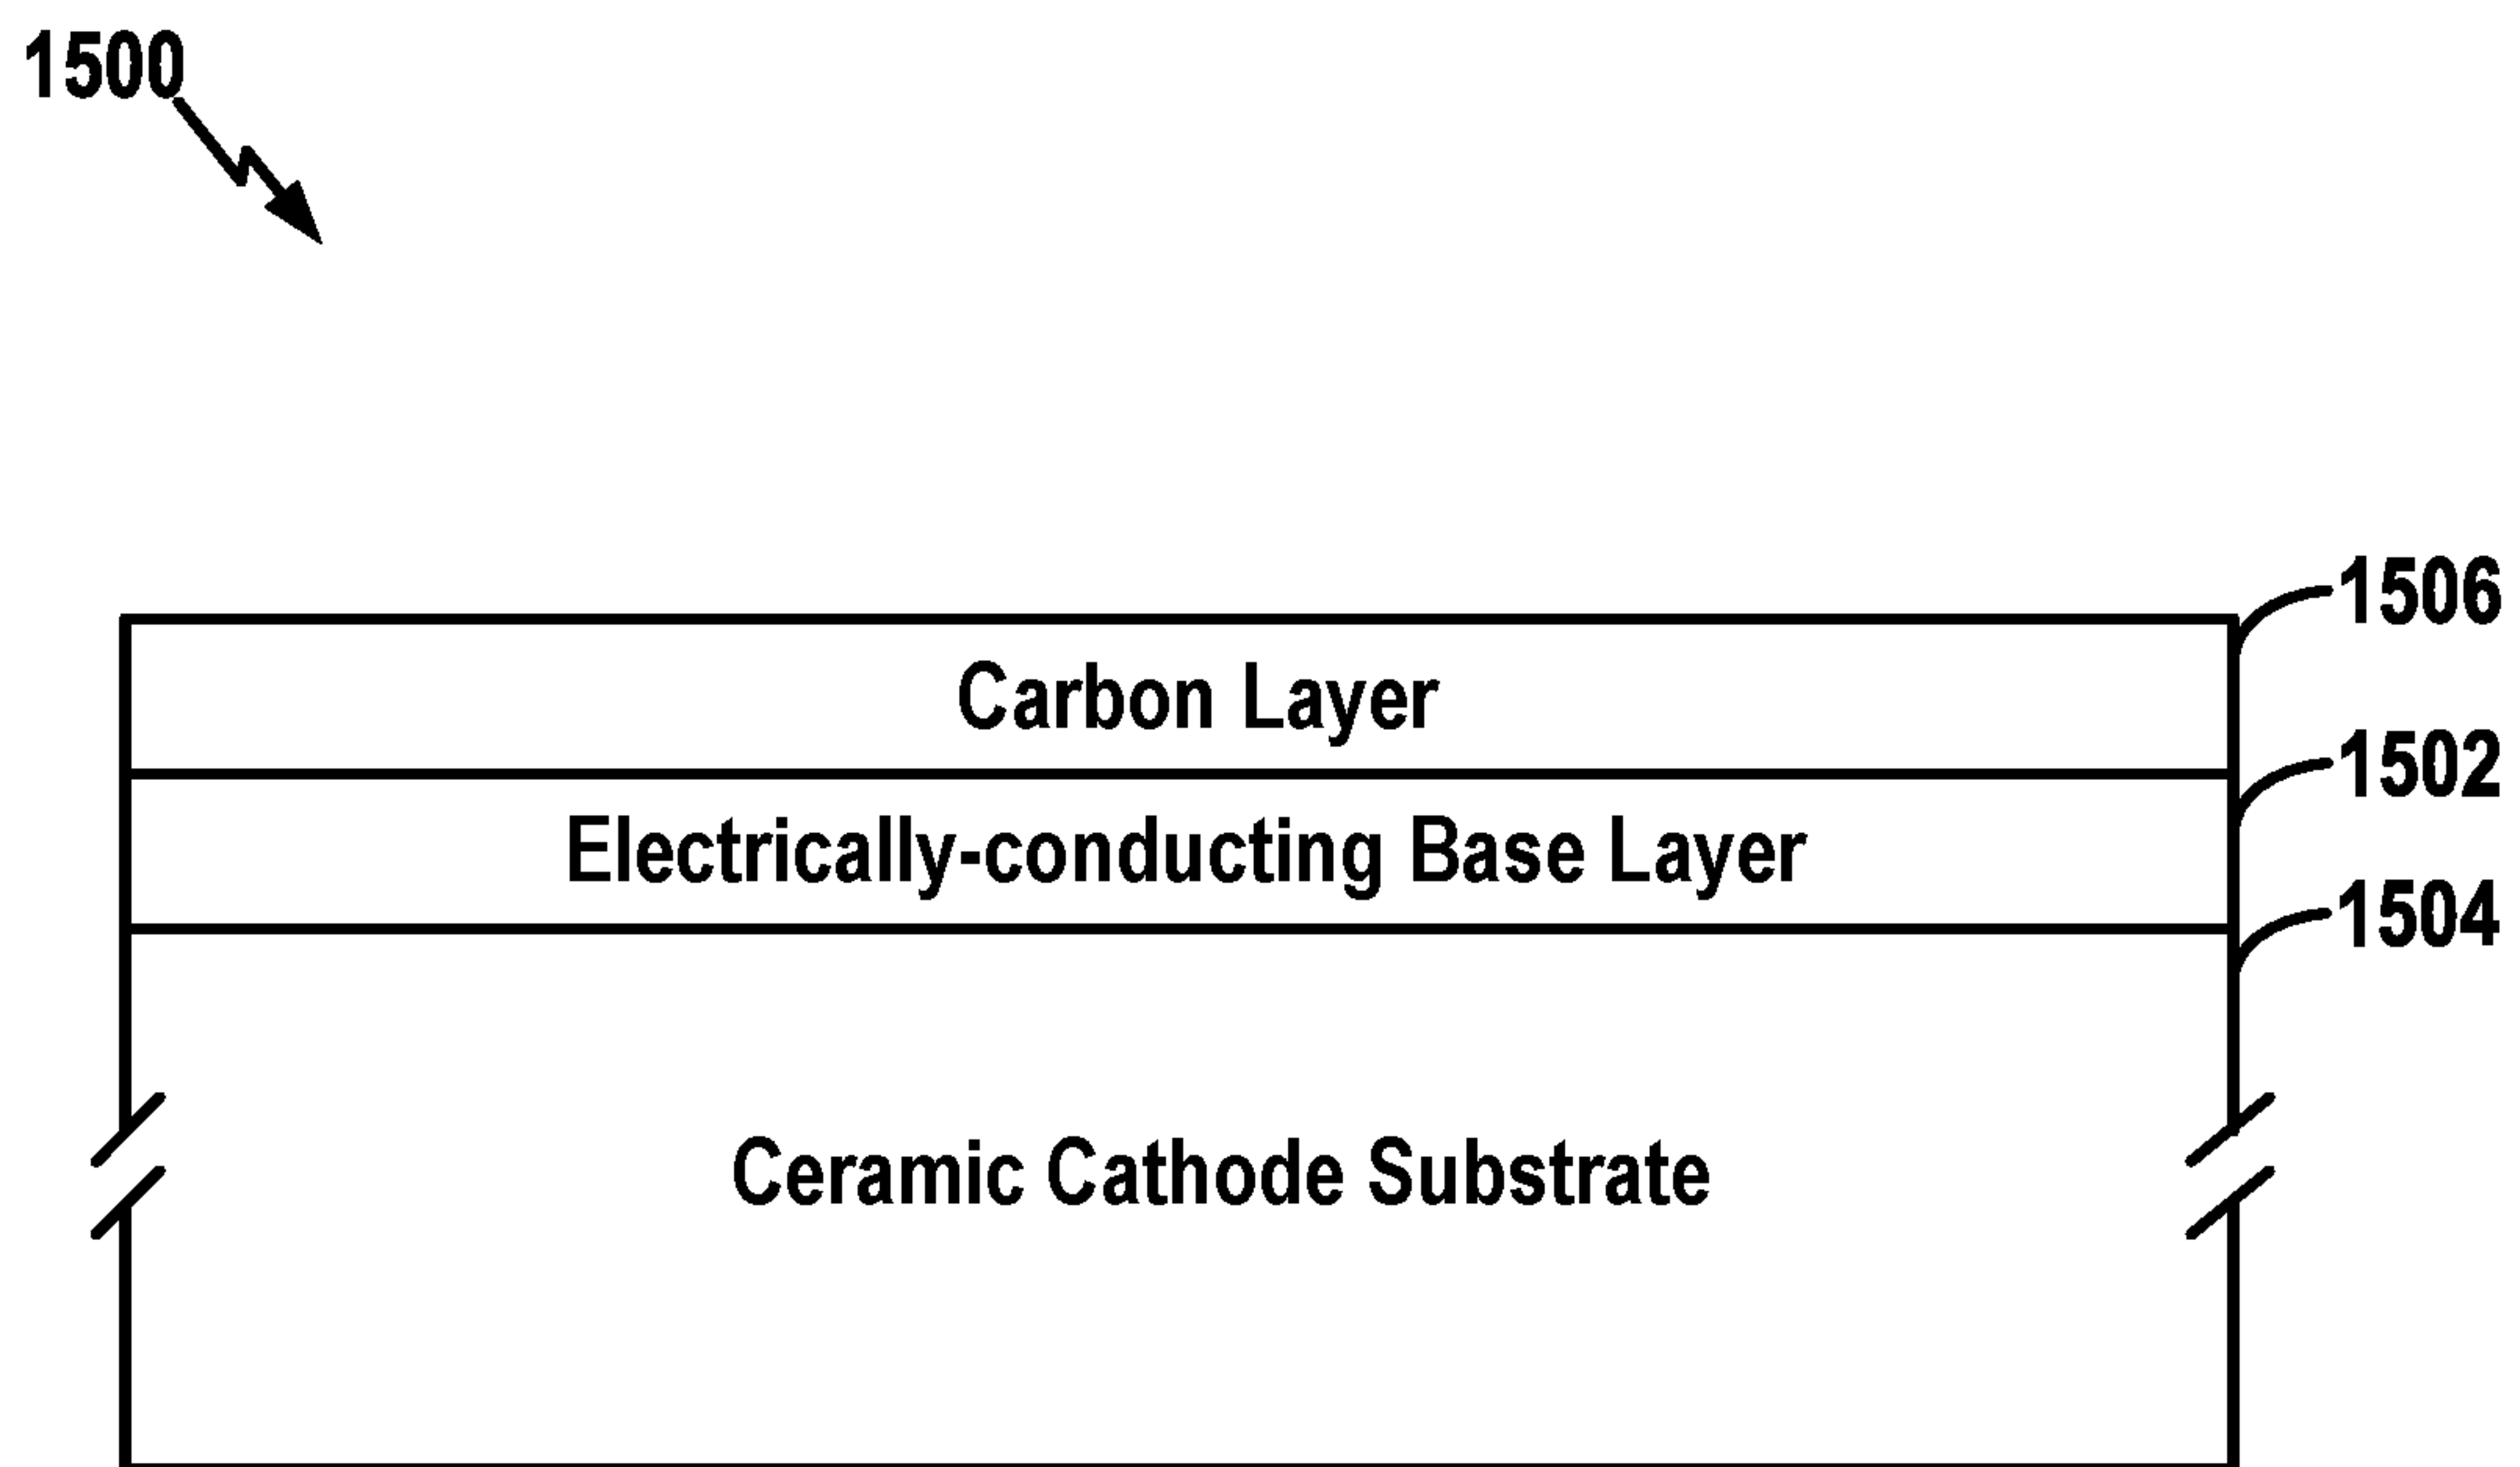 1500
1506
Carbon Layer
1502
Electrically-conducting Base Layer
1504
Ceramic Cathode Substrate